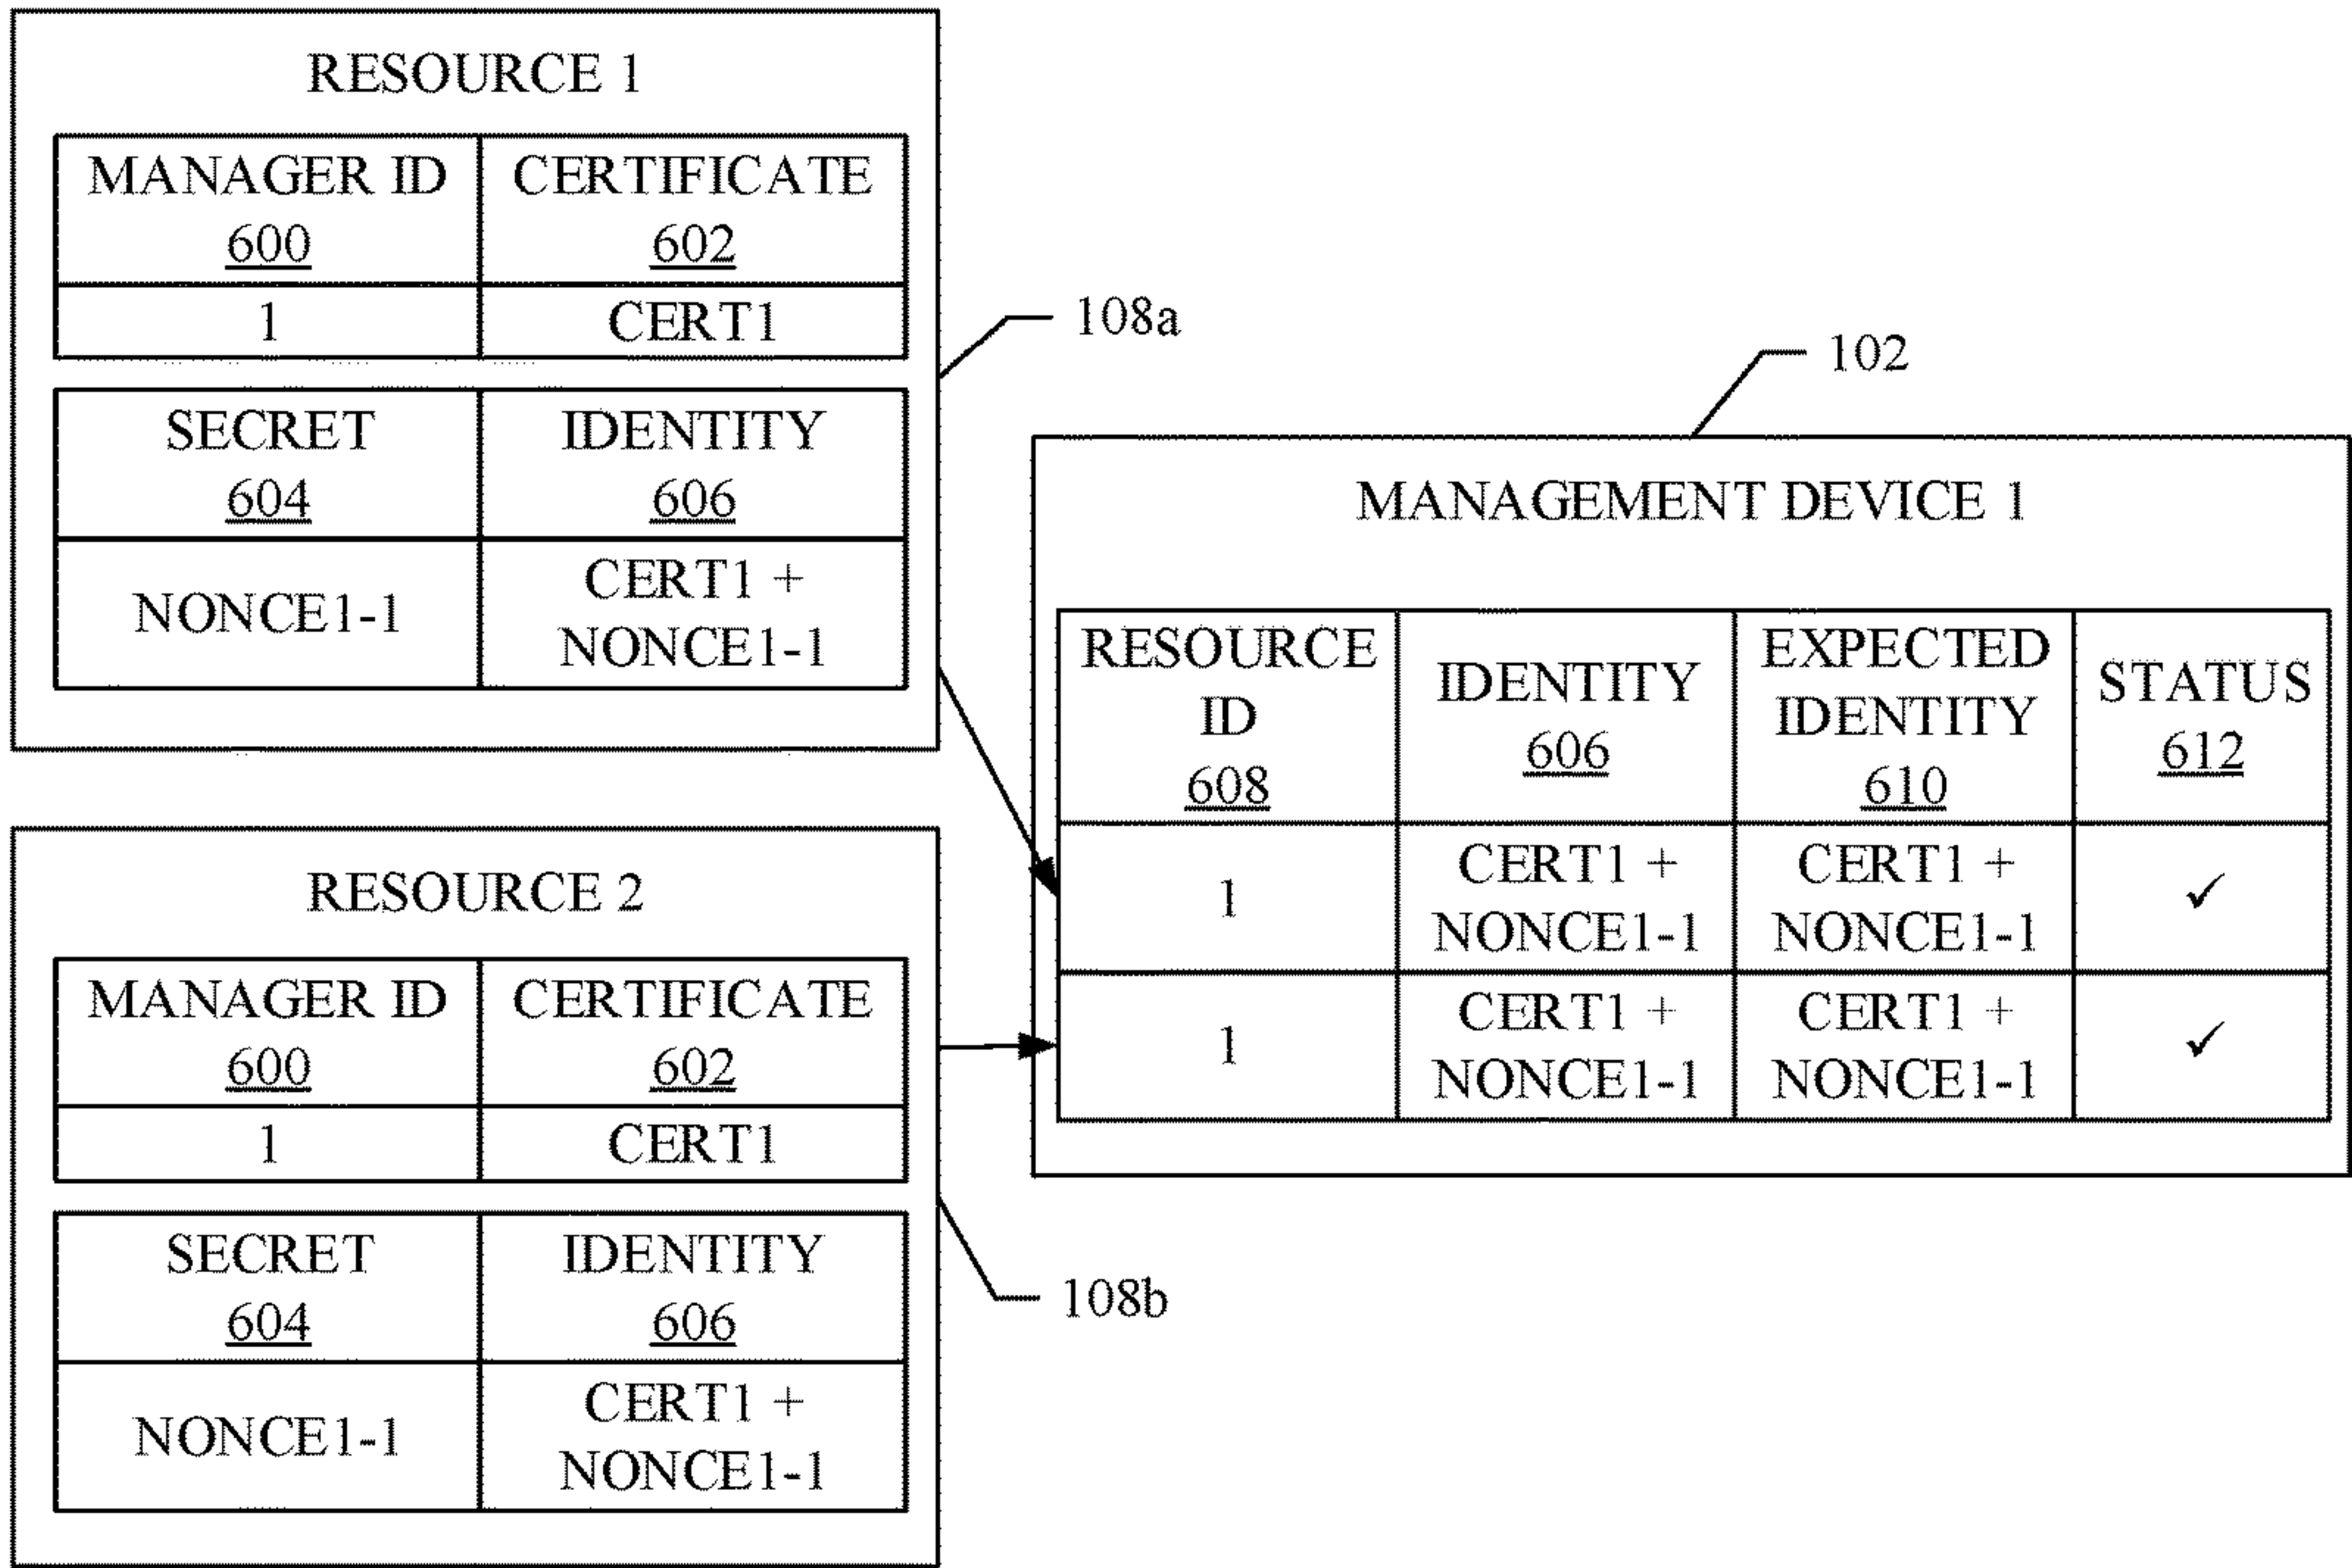 RESOURCE 1
MANAGER ID
600
CERTIFICATE
602
1
CERT1
SECRET
604
IDENTITY
606
NONCE1-1
CERT1 +
NONCE1-1
108a
RESOURCE 2
MANAGER ID
600
CERTIFICATE
602
1
CERT1
SECRET
604
IDENTITY
606
NONCE1-1
CERT1 +
NONCE1-1
108b
102
MANAGEMENT DEVICE 1
RESOURCE
ID
608
IDENTITY
606
EXPECTED
IDENTITY
610
STATUS
612
1
CERT1 +
NONCE1-1
CERT1 +
NONCE1-1
✓
1
CERT1 +
NONCE1-1
CERT1 +
NONCE1-1
✓